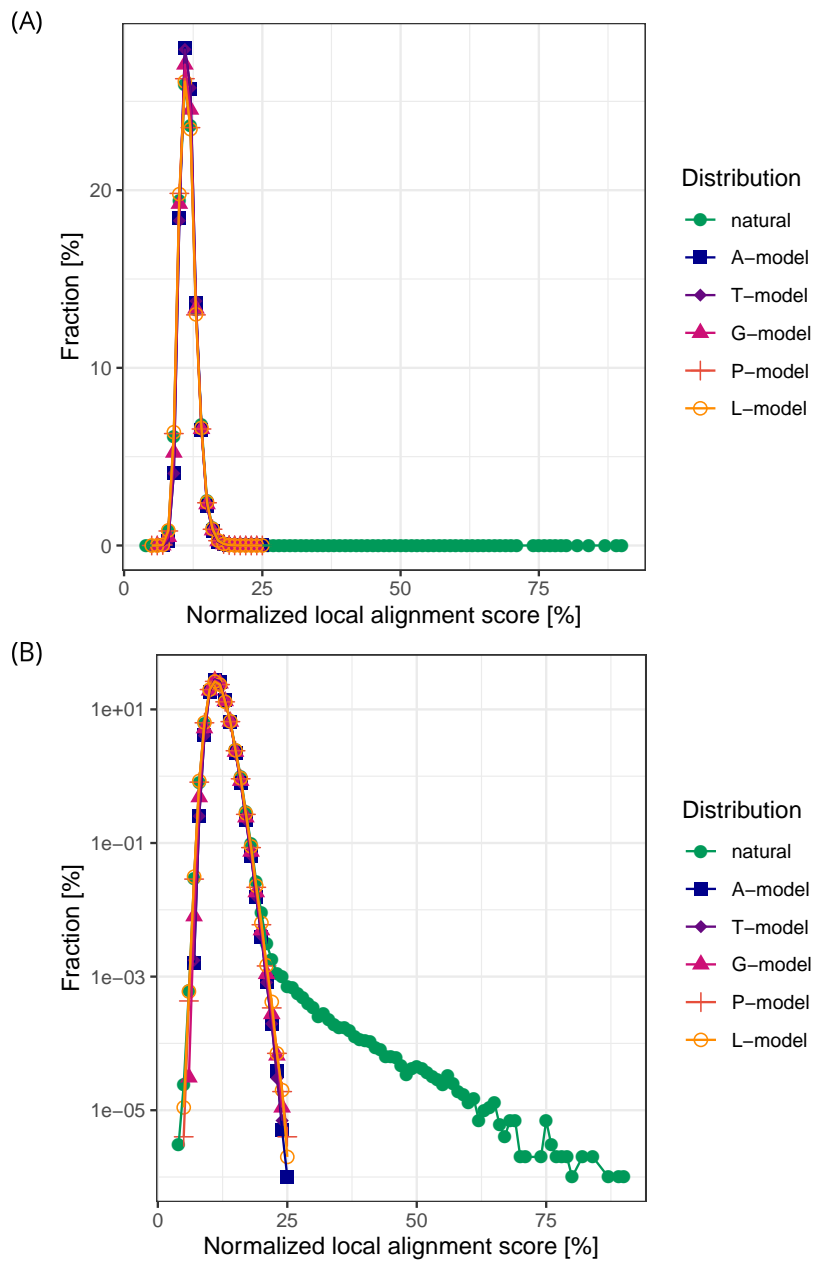 (A)
Fraction [%]
20
10
0
0
25
50
75
Normalized local alignment score [%]
Distribution
natural
A−model
T−model
G−model
P−model
L−model
(B)
Fraction [%]
1e+01
1e−01
1e−03
1e−05
0
25
50
75
Normalized local alignment score [%]
Distribution
natural
A−model
T−model
G−model
P−model
L−model